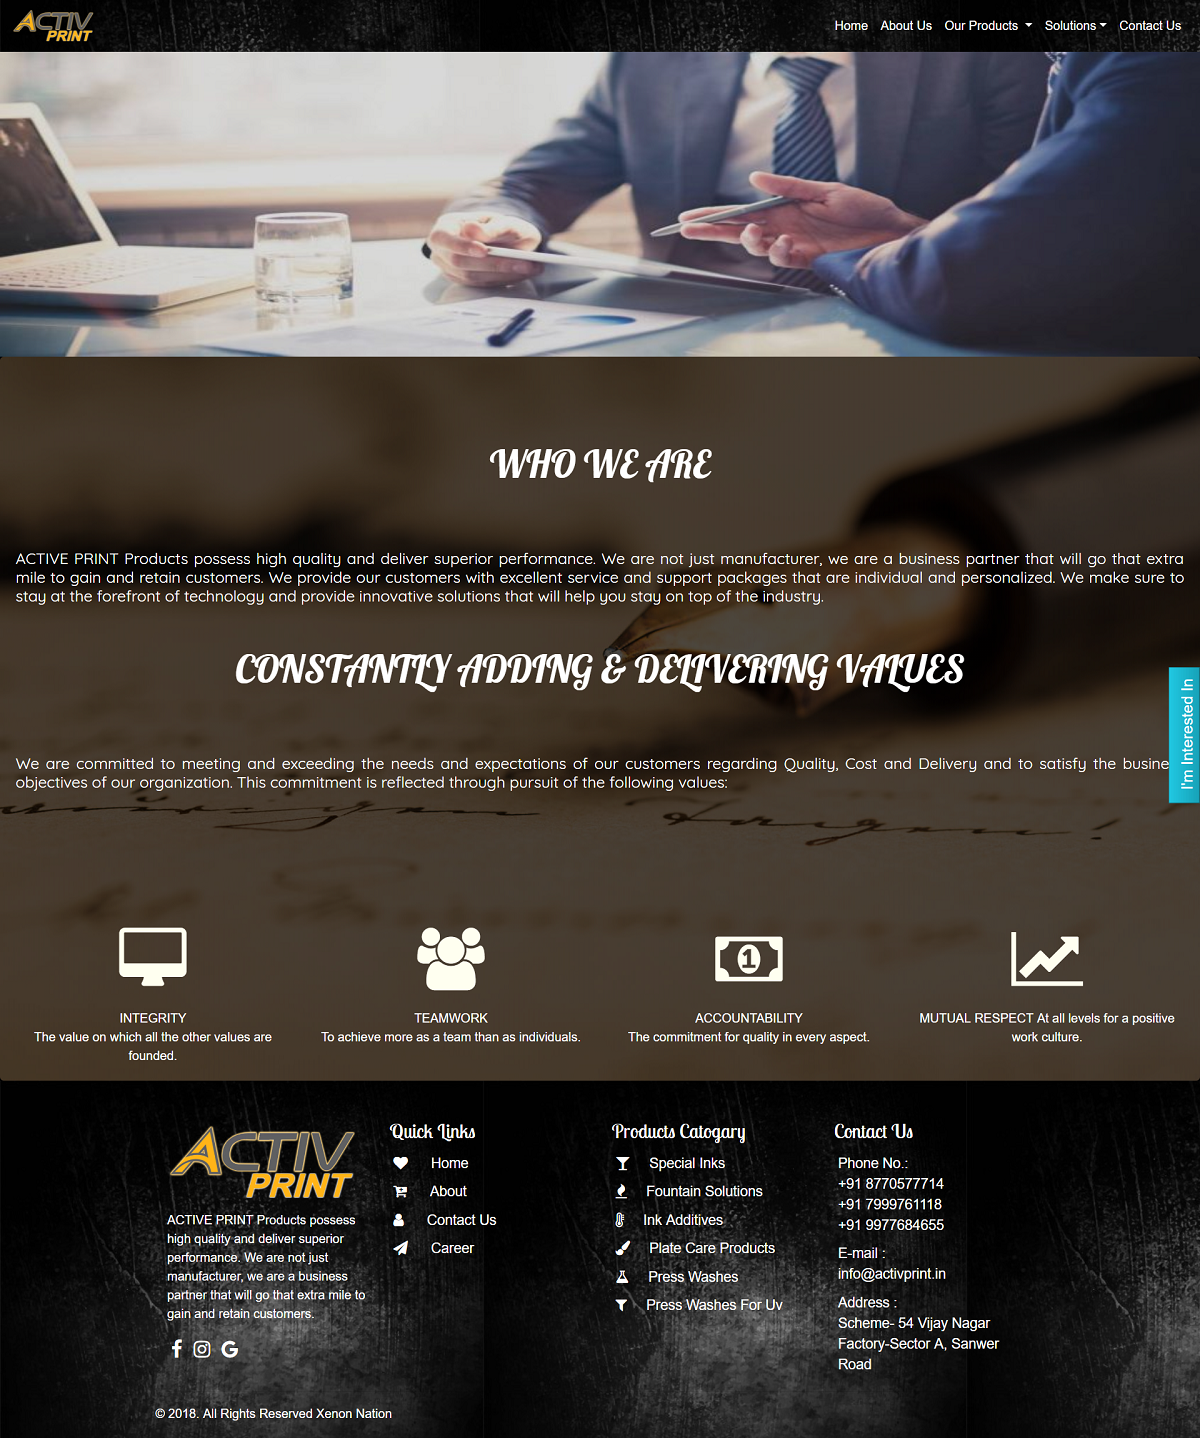 ACTIV
PRINT
Home About Us Our Products Solutions Contact Us
WHO WE ARE
ACTIVE PRINT Products possess high quality and deliver superior performance. We are not just manufacturer, we are a business partner that will go that extra
mile to gain and retain customers. We provide our customers with excellent service and support packages that are individual and personalized. We make sure to
stay at the forefront of technology and provide innovative solutions that will help you stay on top of the industry.
CONSTANTLY ADDING & DELIVERING VALUES
I'm Interested In
We are committed to meeting and exceeding the needs and expectations of our customers regarding Quality, Cost and Delivery and to satisfy the busine
objectives of our organization. This commitment is reflected through pursuit of the following values:
1
INTEGRITY
The value on which all the other values are
founded.
TEAMWORK
To achieve more as a team than as individuals.
ACCOUNTABILITY
The commitment for quality in every aspect.
MUTUAL RESPECT At all levels for a positive
work culture.
ACTIV
PRINT
ACTIVE PRINT Products possess
high quality and deliver superior
performance. We are not just
manufacturer, we are a business
partner that will go that extra mile to
gain and retain customers.
Quick Links
Home
About
Contact Us
Career
Products Catogary
Special Inks
Fountain Solutions
Ink Additives
Plate Care Products
Press Washes
Press Washes For Uv
Contact Us
Phone No.:
+91 8770577714
+91 7999761118
+91 9977684655
E-mail :
info@activprint.in
Address :
Scheme- 54 Vijay Nagar
Factory-Sector A, Sanwer
Road
© 2018. All Rights Reserved Xenon Nation